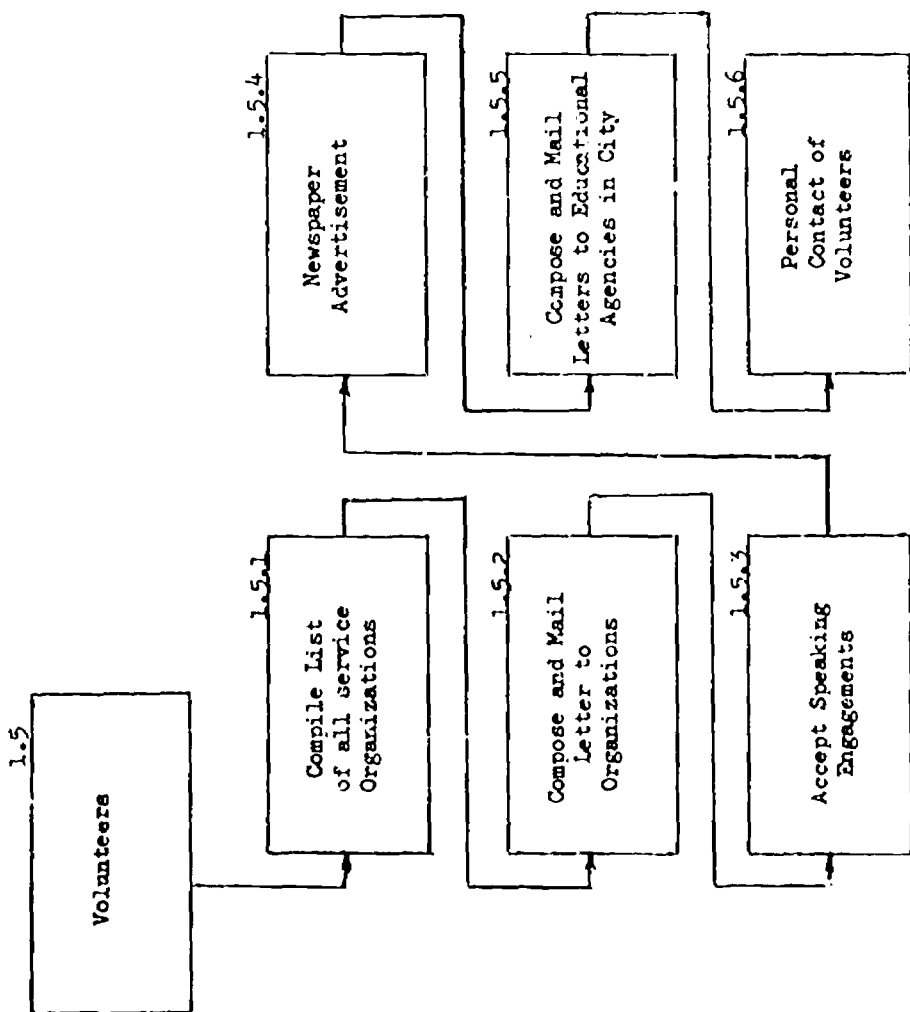 1.5
Volunteers
1.5.1
Compile List
of all service
Organizations
1.5.2
Compose and Mail
Letter to
Organizations
1.5.3
Accept Speaking
Engagements
1.5.4
Newspaper
Advertisement
1.5.5
Compose and Mail
Letters to Educational
Agencies in City
1.5.6
Personal
Contact of
Volunteers